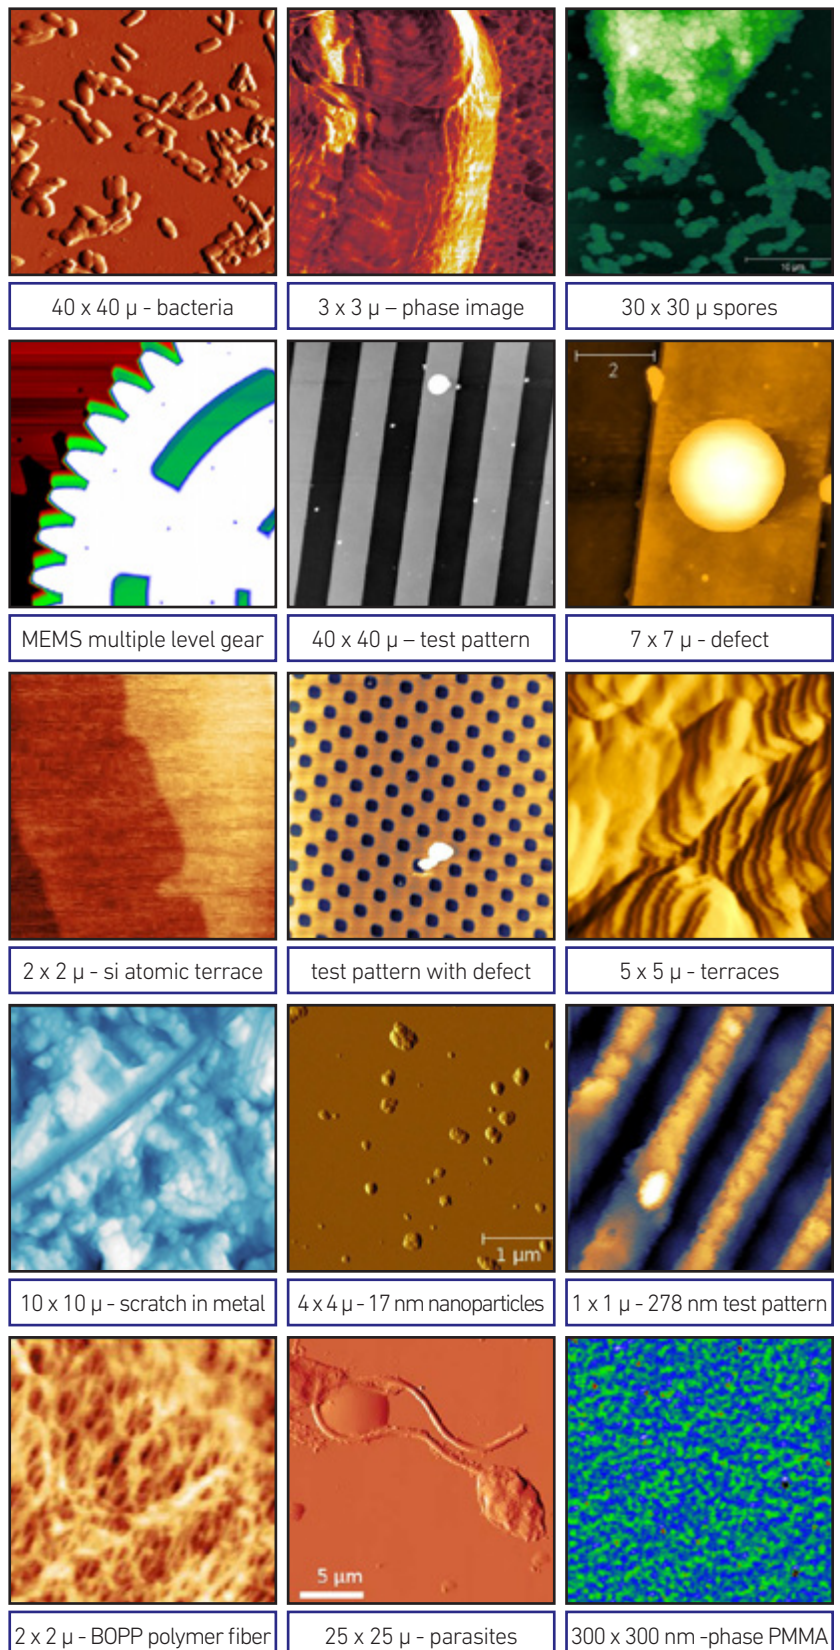 10 µm
40 x 40 µ - bacteria
3 x 3 µ – phase image
30 x 30 µ spores
2
MEMS multiple level gear
40 x 40 µ – test pattern
7 x 7 µ - defect
2 x 2 µ - si atomic terrace
test pattern with defect
5 x 5 µ - terraces
1 µm
10 x 10 µ - scratch in metal
4 x 4 µ - 17 nm nanoparticles
1 x 1 µ - 278 nm test pattern
5 µm
2 x 2 µ - BOPP polymer fiber
25 x 25 µ - parasites
300 x 300 nm -phase PMMA